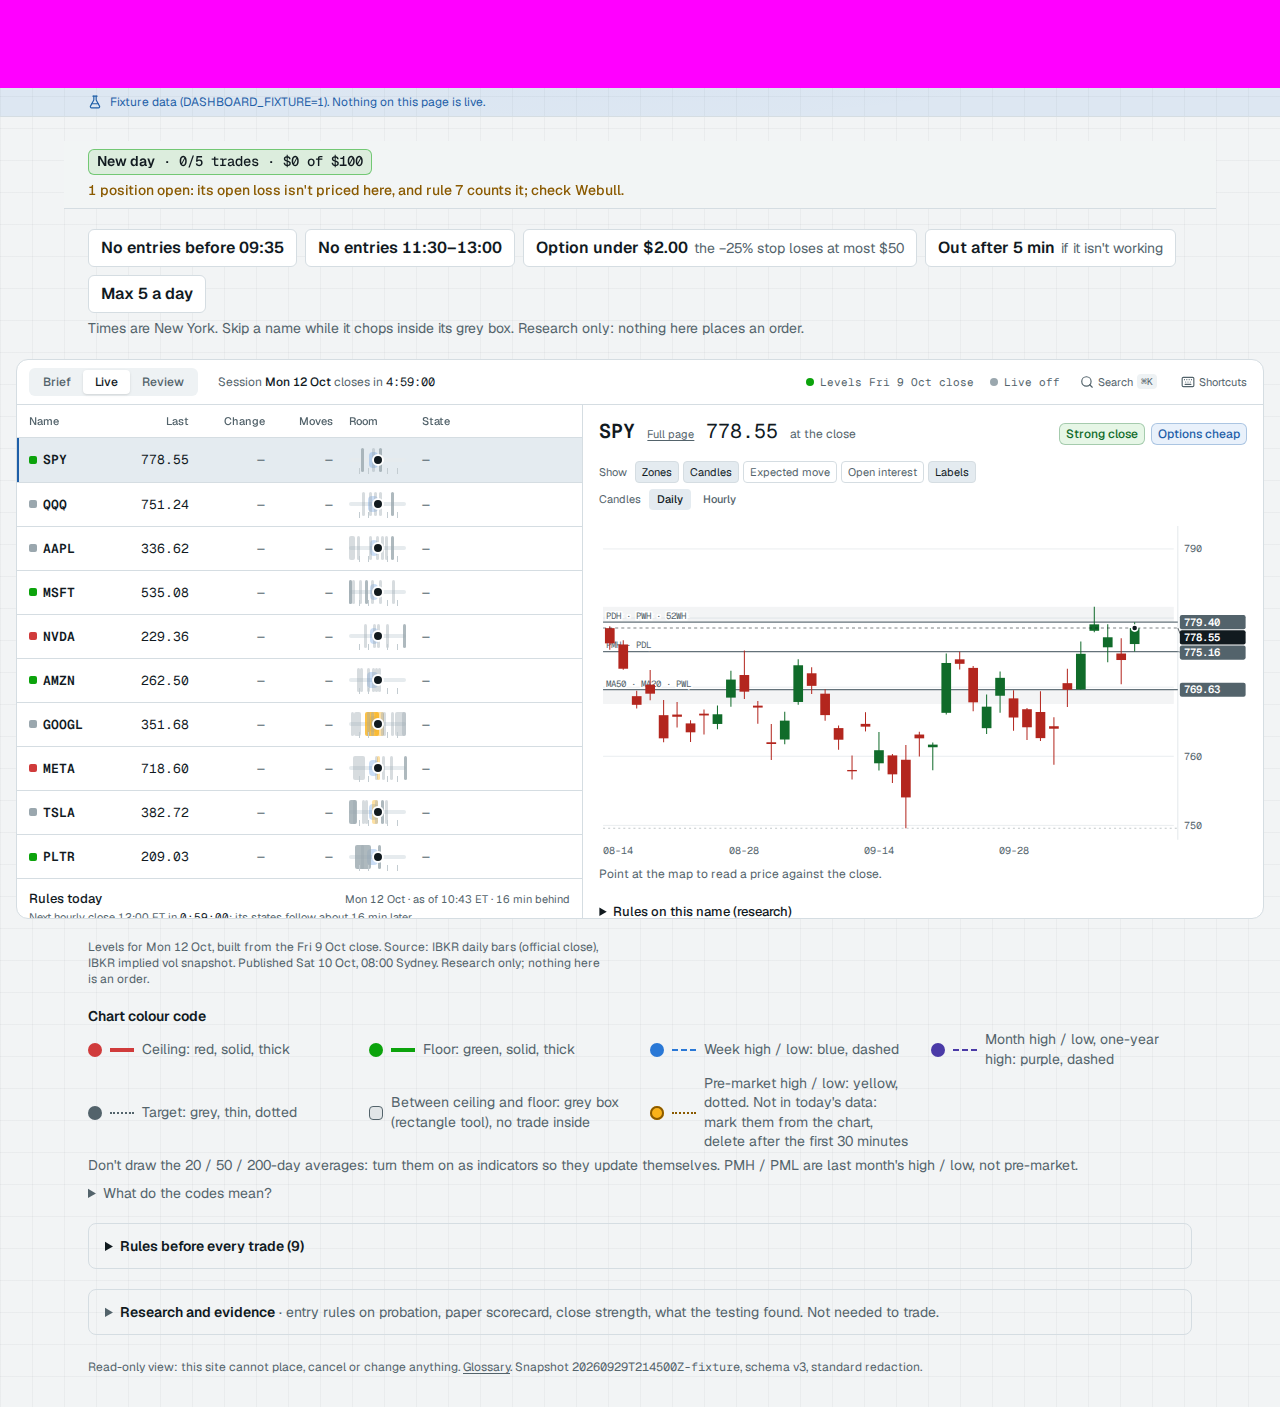 Fixture data (DASHBOARD_FIXTURE=1). Nothing on this page is live.
New day · 0/5 trades · $0 of $100
1 position open: its open loss isn't priced here, and rule 7 counts it; check Webull.
No entries before 09:35
No entries 11:30–13:00
Option under $2.00 the −25% stop loses at most $50
Out after 5 min if it isn't working
Max 5 a day
Times are New York. Skip a name while it chops inside its grey box. Research only: nothing here places an order.
Brief Live Review Session Mon 12 Oct closes in 4:59:00
Levels Fri 9 Oct close Live off Search ⌘K Shortcuts
Name Last Change Moves Room State
SPY 778.55 – – –
QQQ 751.24 – – –
AAPL 336.62 – – –
MSFT 535.08 – – –
NVDA 229.36 – – –
AMZN 262.50 – – –
GOOGL 351.68 – – –
META 718.60 – – –
TSLA 382.72 – – –
PLTR 209.03 – – –
Rules today Mon 12 Oct · as of 10:43 ET · 16 min behind
Next hourly close 12:00 ET in 0:59:00; its states follow about 16 min later
SPY Full page 778.55 at the close Strong close Options cheap
Show Zones Candles Expected move Open interest Labels
Candles Daily Hourly
790
PDH · PWH · 52WH
779.40
778.55
PDL
775.16
MA50 · MA20 · PWL
769.63
760
750
08-14 08-28 09-14 09-28
Point at the map to read a price against the close.
Rules on this name (research)
Levels for Mon 12 Oct, built from the Fri 9 Oct close. Source: IBKR daily bars (official close),
IBKR implied vol snapshot. Published Sat 10 Oct, 08:00 Sydney. Research only; nothing here
is an order.
Chart colour code
Ceiling: red, solid, thick
Floor: green, solid, thick
Week high / low: blue, dashed
Month high / low, one-year
high: purple, dashed
Target: grey, thin, dotted
Between ceiling and floor: grey box
(rectangle tool), no trade inside
Pre-market high / low: yellow,
dotted. Not in today's data:
mark them from the chart,
delete after the first 30 minutes
Don't draw the 20 / 50 / 200-day averages: turn them on as indicators so they update themselves. PMH / PML are last month's high / low, not pre-market.
What do the codes mean?
Rules before every trade (9)
Research and evidence · entry rules on probation, paper scorecard, close strength, what the testing found. Not needed to trade.
Read-only view: this site cannot place, cancel or change anything. Glossary. Snapshot 20260929T214500Z-fixture, schema v3, standard redaction.